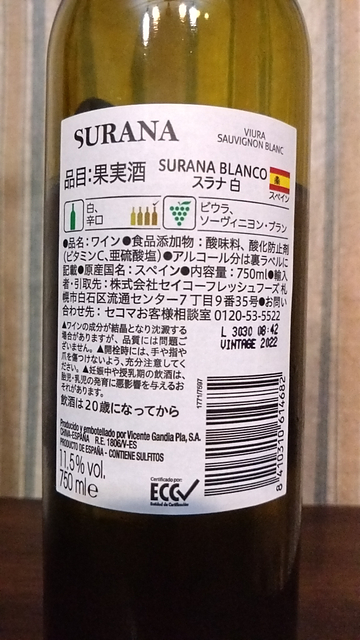 SURANA
VIURA
SAUVIGNON BLANC
品目:果実酒
SURANA BLANCO
スラナ 白
スペイン
白、
辛口
ビウラ、
ソーヴィニヨン・ブラン
●品名:ワイン●食品添加物:酸味料、酸化防止剤
(ビタミンC、亜硫酸塩)●アルコール分は裏ラベルに
記載●原産国名:スペイン●内容量:750ml●輸入
者・引取先:株式会社セイコーフレッシュフーズ 札
幌市白石区流通センター7丁目9番35号●お問い
合わせ先:セコマお客様相談室 0120-53-5522
▲ワインの成分が結晶となり沈澱する
場合がありますが、品質には問題ご
ざいません。▲開栓時には、手や指や
爪を傷つけないよう、充分注意してく
ださい。▲妊娠中や授乳期の飲酒は、
胎児・乳児の発育に悪影響を与えるお
それがあります。
飲酒は20歳になってから
L 3030 08:42
VINTAGE 2022
1771/7597
8 410310 614682
Producido y embotellado por Vicente Gandia Pla, S.A.
CHIVA-ESPAÑA R.E. 1806/V-ES
PRODUCTO DE ESPAÑA - CONTIENE SULFITOS
11.5% vol.
750 ml e
Certificado por:
ECCV
Entidad de Certificación